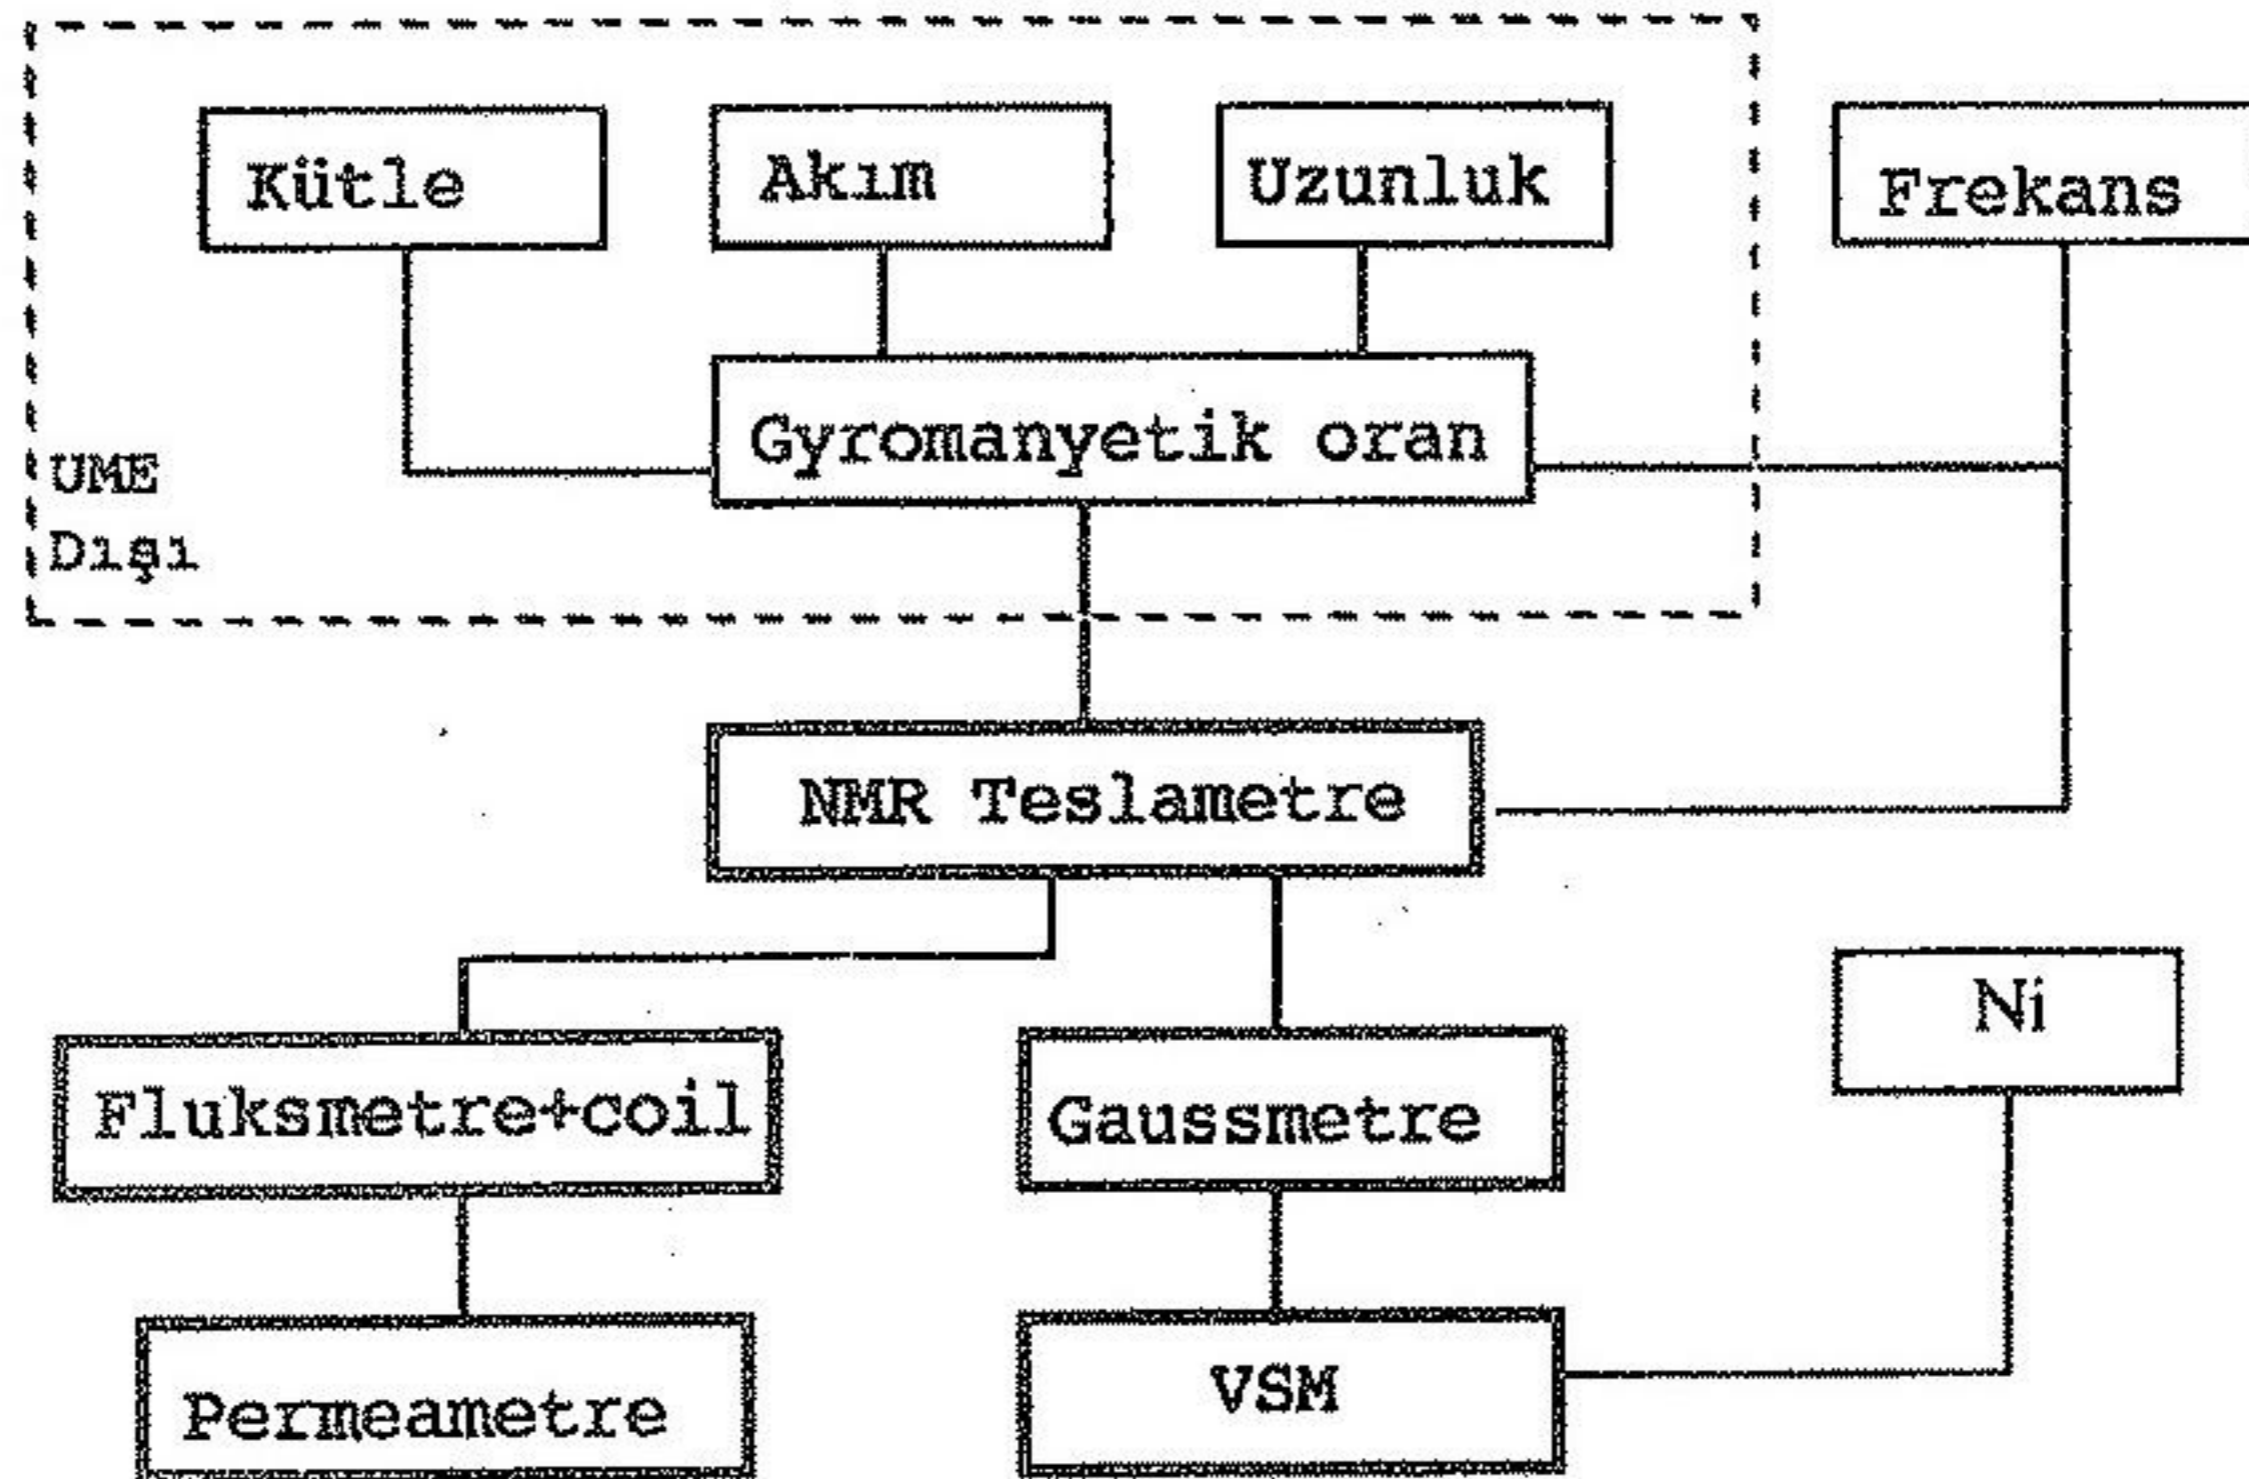 Kütle
Akım
Uzunluk
Frekans
Gyromanyetik oran
UME
Dışı
NMR Teslametre
Ni
Fluksmetre+coil
Gaussmetre
Permeametre
VSM